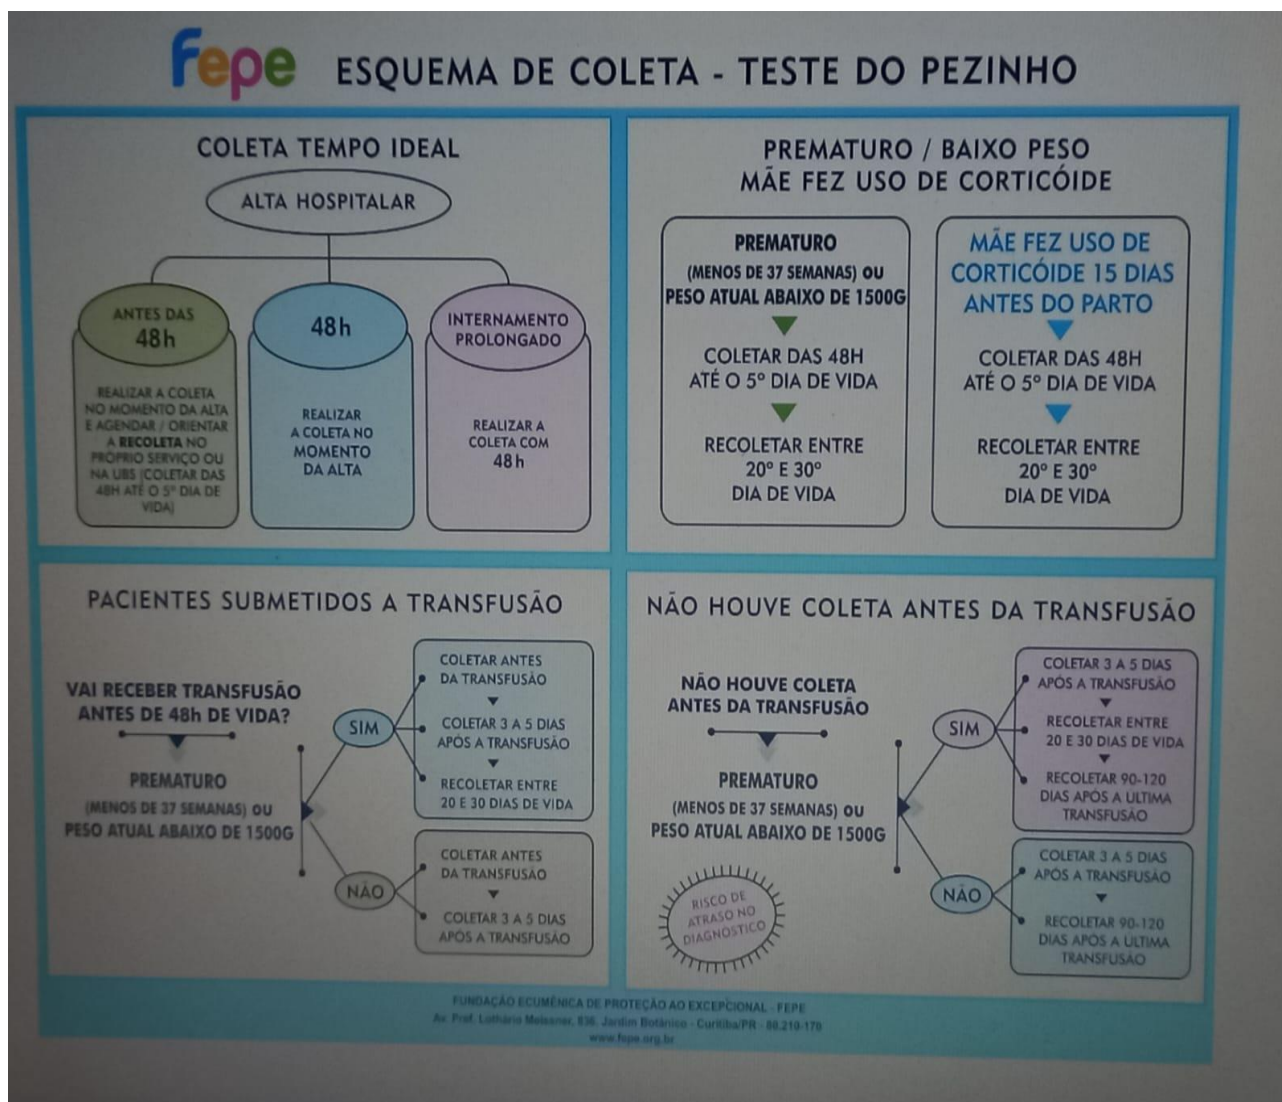 Fepe
ESQUEMA DE COLETA - TESTE DO PEZINHO
COLETA TEMPO IDEAL
ALTA HOSPITALAR
ANTES DAS
48h
REALIZAR A COLETA
NO MOMENTO DA ALTA
E AGENDAR / ORIENTAR
A RECOLETA NO
PRÓPRIO SERVIÇO OU
NA UBS (COLETAR DAS
48H ATÉ O 5º DIA DE
VIDA)
48h
REALIZAR
A COLETA NO
MOMENTO
DA ALTA
INTERNAMENTO
PROLONGADO
REALIZAR A
COLETA COM
48h
PREMATURO / BAIXO PESO
MÃE FEZ USO DE CORTICÓIDE
PREMATURO
(MENOS DE 37 SEMANAS) OU
PESO ATUAL ABAIXO DE 1500G
COLETAR DAS 48H
ATÉ O 5º DIA DE VIDA
RECOLETAR ENTRE
20º E 30º
DIA DE VIDA
MÃE FEZ USO DE
CORTICÓIDE 15 DIAS
ANTES DO PARTO
COLETAR DAS 48H
ATÉ O 5º DIA DE VIDA
RECOLETAR ENTRE
20º E 30º
DIA DE VIDA
PACIENTES SUBMETIDOS A TRANSFUSÃO
VAI RECEBER TRANSFUSÃO
ANTES DE 48h DE VIDA?
PREMATURO
(MENOS DE 37 SEMANAS) OU
PESO ATUAL ABAIXO DE 1500G
SIM
COLETAR ANTES
DA TRANSFUSÃO
COLETAR 3 A 5 DIAS
APÓS A TRANSFUSÃO
RECOLETAR ENTRE
20 E 30 DIAS DE VIDA
NÃO
COLETAR ANTES
DA TRANSFUSÃO
COLETAR 3 A 5 DIAS
APÓS A TRANSFUSÃO
NÃO HOUVE COLETA ANTES DA TRANSFUSÃO
NÃO HOUVE COLETA
ANTES DA TRANSFUSÃO
PREMATURO
(MENOS DE 37 SEMANAS) OU
PESO ATUAL ABAIXO DE 1500G
RISCO DE
ATRASO NO
DIAGNÓSTICO
SIM
COLETAR 3 A 5 DIAS
APÓS A TRANSFUSÃO
RECOLETAR ENTRE
20 E 30 DIAS DE VIDA
RECOLETAR 90-120
DIAS APÓS A ULTIMA
TRANSFUSÃO
NÃO
COLETAR 3 A 5 DIAS
APÓS A TRANSFUSÃO
RECOLETAR 90-120
DIAS APÓS A ULTIMA
TRANSFUSÃO
FUNDAÇÃO ECUMÊNICA DE PROTEÇÃO AO EXCEPCIONAL - FEPE
Av. Prof. Lothário Meissner, 836, Jardim Botânico - Curitiba/PR - 80.210-170
www.fepe.org.br